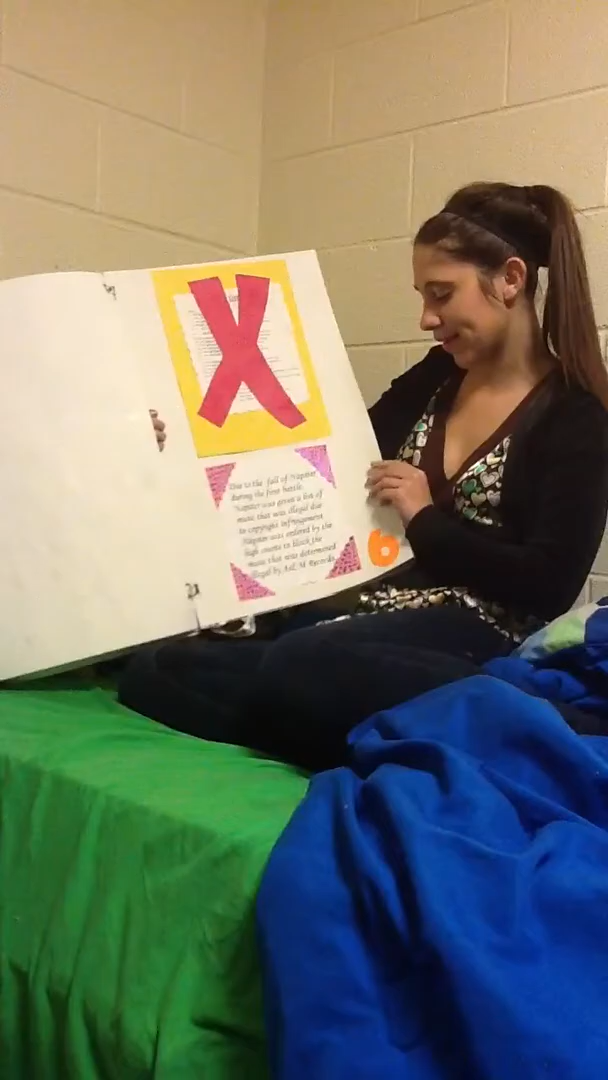 X
Due to the fall of Napster
during the first battle.
Napster was given a list of
music that was illegal due
to copyright infringement
Napster was ordered by the
high courts to block the
music that was determined
illegal by A&M Records.
6